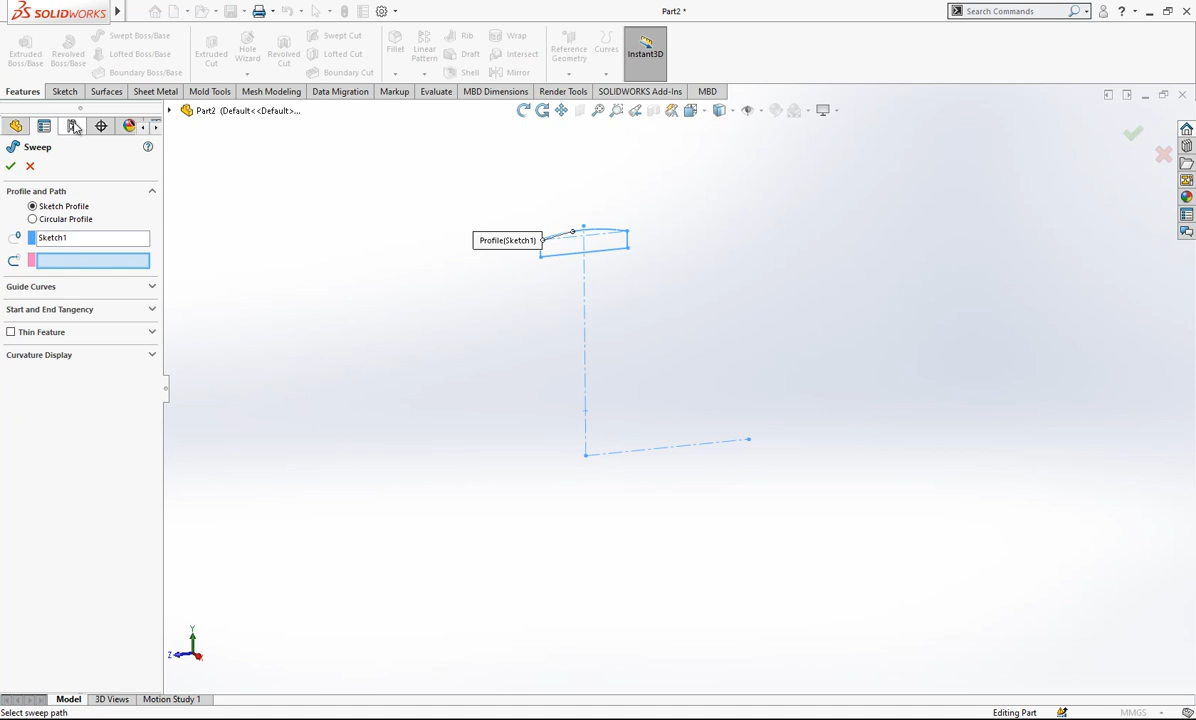 SOLIDWORKS
Part2 *
Search Commands
?
Extruded Boss/Base
Revolved Boss/Base
Swept Boss/Base
Lofted Boss/Base
Boundary Boss/Base
Extruded Cut
Hole Wizard
Revolved Cut
Swept Cut
Lofted Cut
Boundary Cut
Fillet
Linear Pattern
Rib
Draft
Shell
Wrap
Intersect
Mirror
Reference Geometry
Curves
Instant3D
Features
Sketch
Surfaces
Sheet Metal
Mold Tools
Mesh Modeling
Data Migration
Markup
Evaluate
MBD Dimensions
Render Tools
SOLIDWORKS Add-Ins
MBD
Part2 (Default<<Default>...
Sweep
?
Profile and Path
Sketch Profile
Circular Profile
Sketch1
Guide Curves
Start and End Tangency
Thin Feature
Curvature Display
Profile(Sketch1)
Y
Z
X
Model
3D Views
Motion Study 1
Select sweep path
Editing Part
MMGS